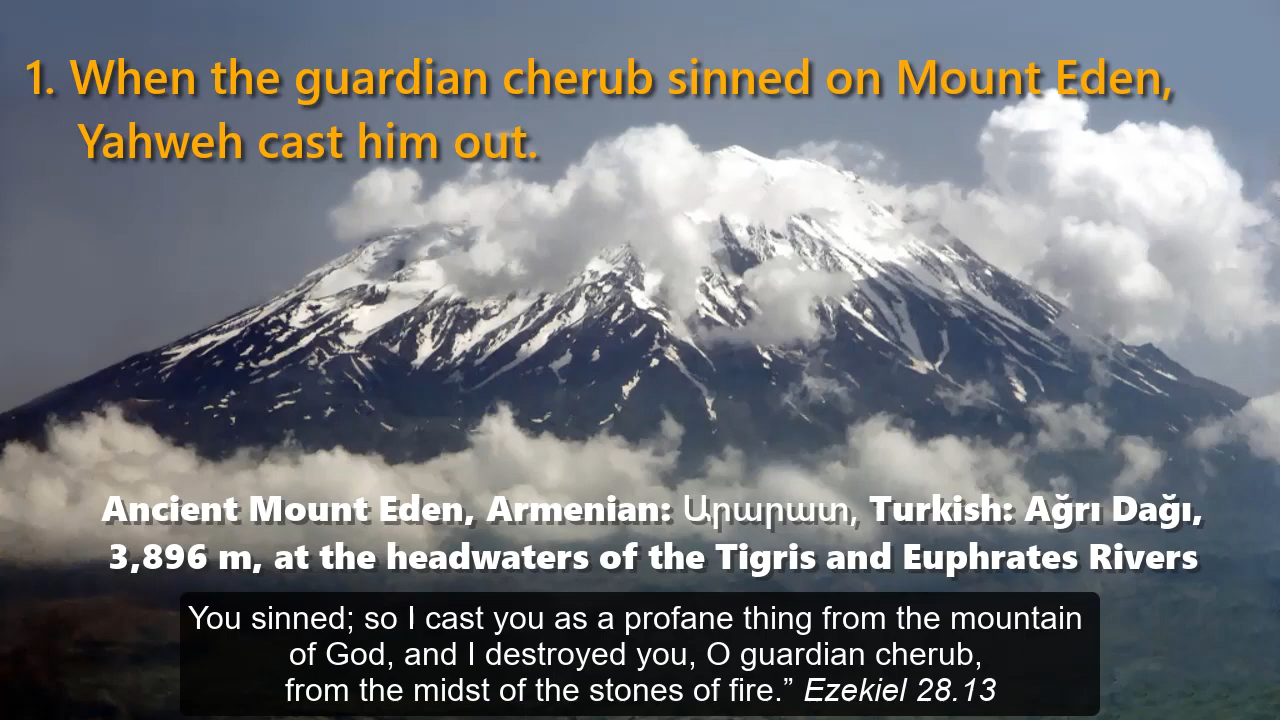 1. When the guardian cherub sinned on Mount Eden,
Yahweh cast him out.
Ancient Mount Eden, Armenian: Արարատ, Turkish: Ağrı Dağı,
3,896 m, at the headwaters of the Tigris and Euphrates Rivers
You sinned; so I cast you as a profane thing from the mountain
of God, and I destroyed you, O guardian cherub,
from the midst of the stones of fire.” Ezekiel 28.13